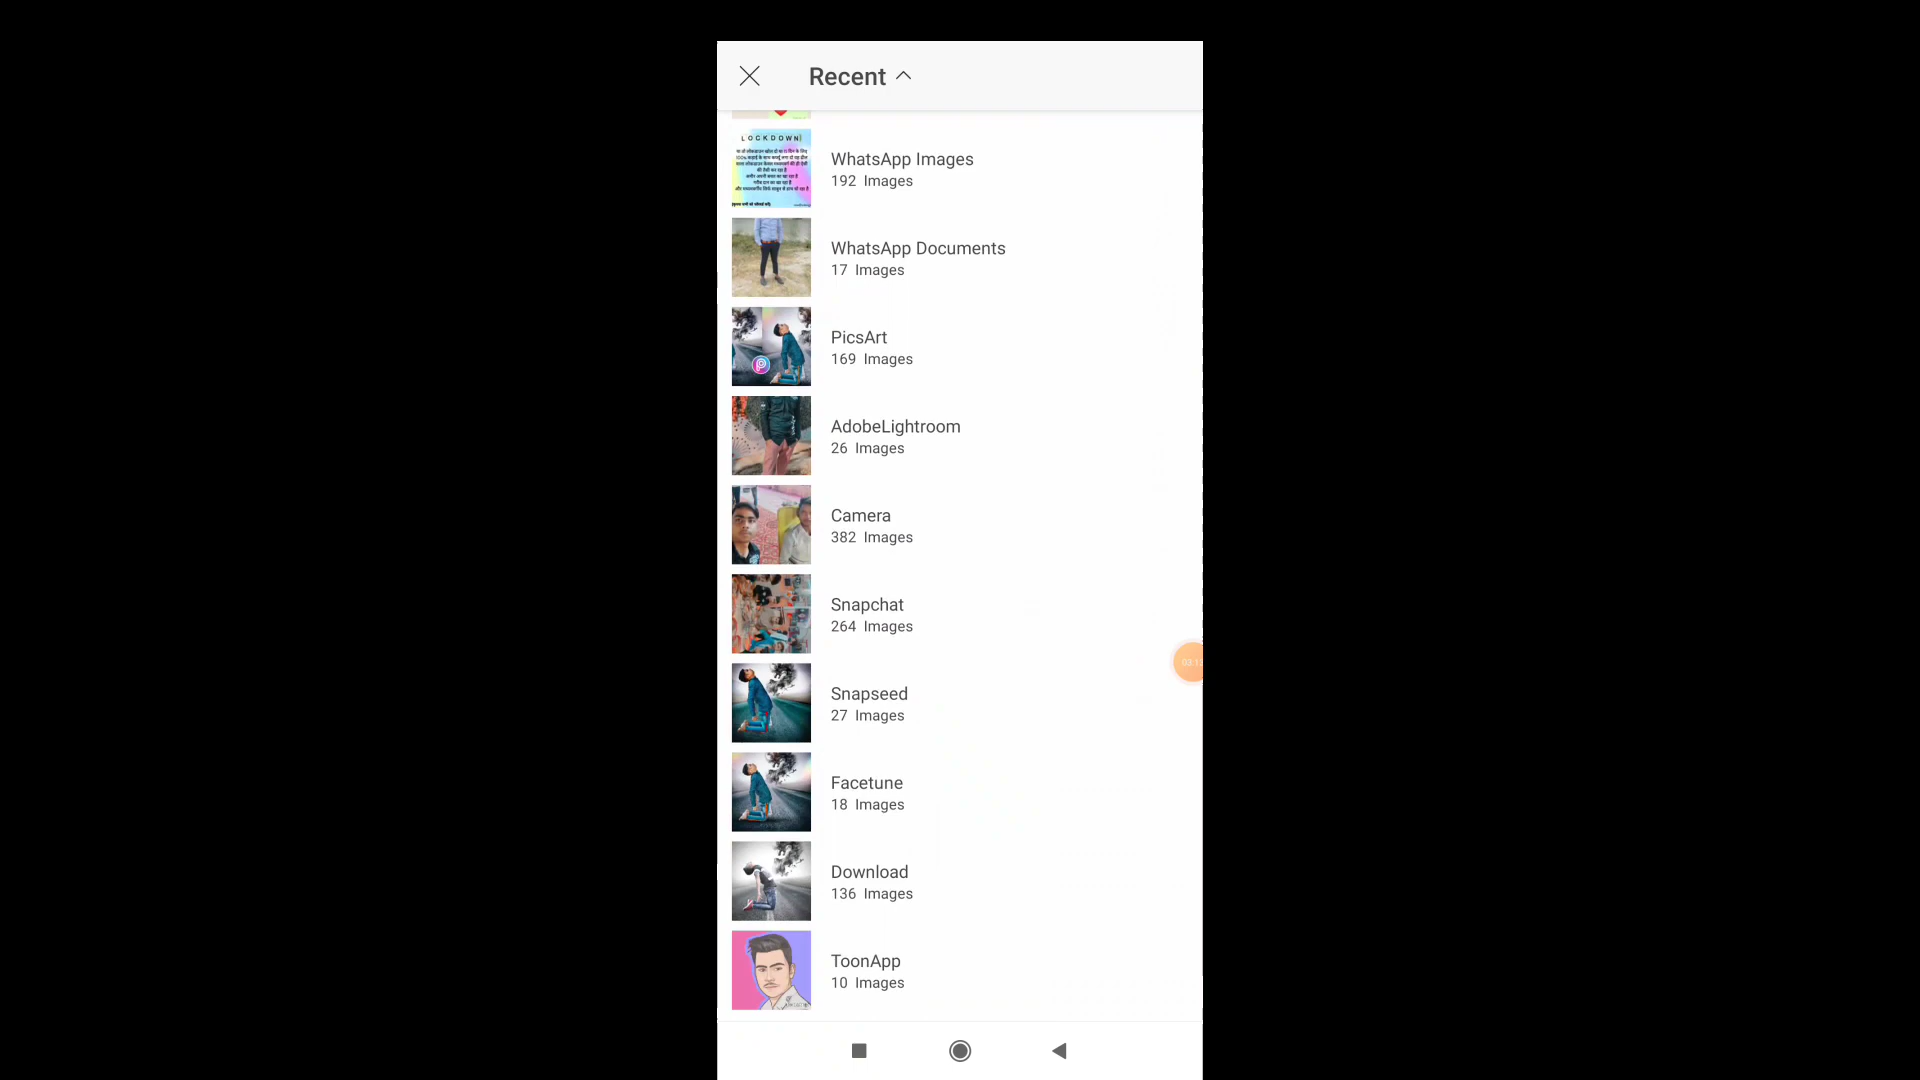 Recent
LOCKDOWN
WhatsApp Images
192 Images
WhatsApp Documents
17 Images
PicsArt
169 Images
AdobeLightroom
26 Images
Camera
382 Images
Snapchat
264 Images
Snapseed
27 Images
Facetune
18 Images
Download
136 Images
ToonApp
10 Images